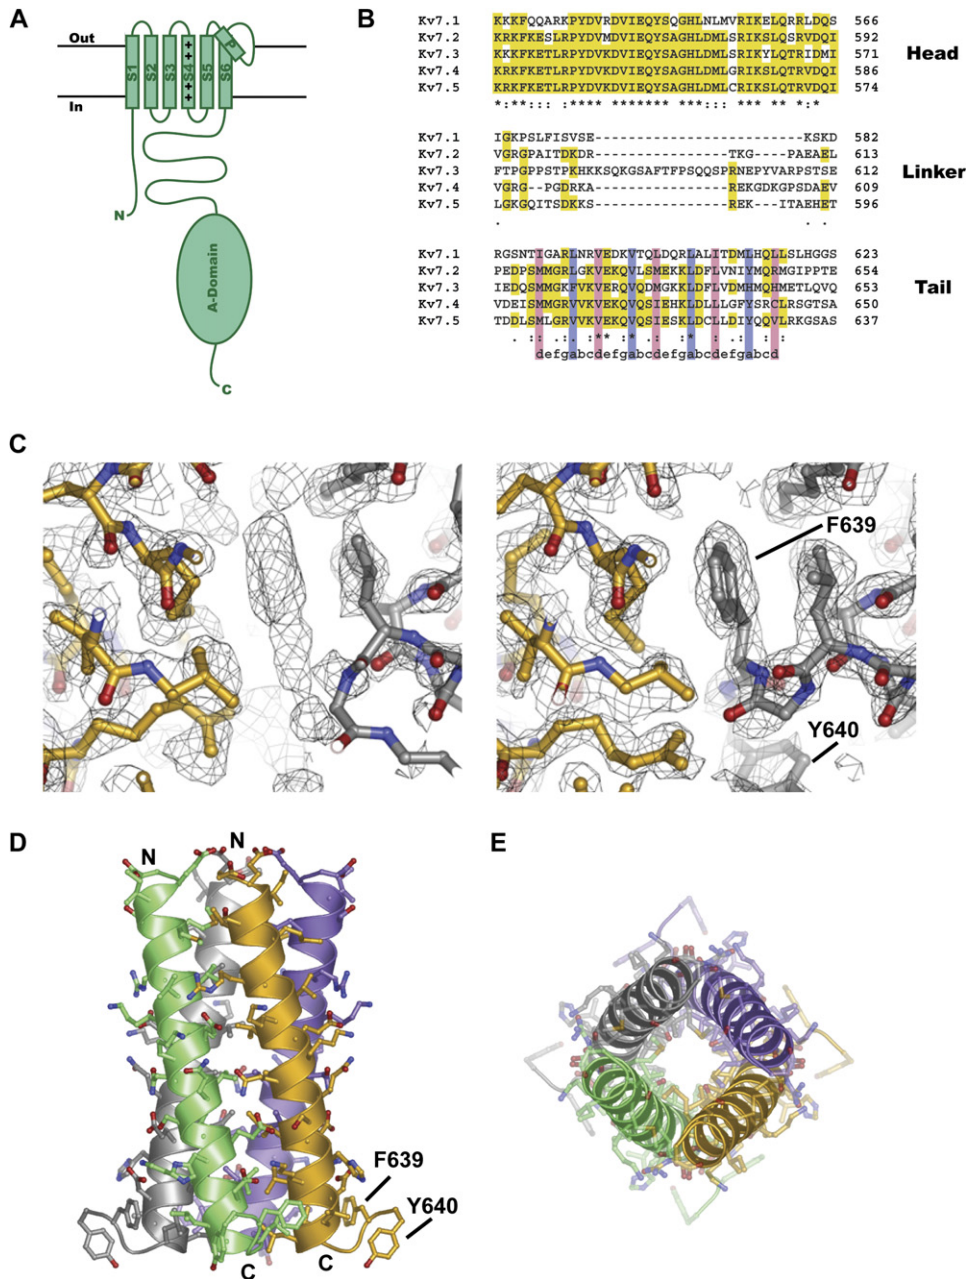 A
Out
In
S1
S2
S3
S4
+ + + + +
S5
S6
P
N
A-Domain
C
B
Kv7.1 KKKFQQARKPYDVRDVIEQYSQGHLNLMVRIKELQRRLDQS 566
Kv7.2 KRKFKESLRPYDVMDVIEQYSAGHLDMLSRIKSLQSRVDQI 592
Kv7.3 KKKFKETLRPYDVKDVIEQYSAGHLDMLSRIKYLQTRIDMI 571
Kv7.4 KRKFKETLRPYDVKDVIEQYSAGHLDMLGRIKSLQTRVDQI 586
Kv7.5 KRKFKETLRPYDVKDVIEQYSAGHLDMLCRIKSLQTRVDQI 574
*:**::: :.**** ******* ***::: *** ** *:*
Head
Kv7.1 IGKPSLFISVSE-------------------------KSKD 582
Kv7.2 VGRGPAITDKDR----------------TKG---PAEAEL 613
Kv7.3 FTPGPPSTPKHKKSQKGSAFTFPSQQSPRNEPYVARPSTSE 612
Kv7.4 VGRG--PGDRKA----------------REKGDKGPSDAEV 609
Kv7.5 LGKGQITSDKKS----------------REK---ITAEHET 596
Linker
Kv7.1 RGSNTIGARLNRVEDKVTQLDQRLALITDMLHQLLSLHGGS 623
Kv7.2 PEDPSMMGRLGKVEKQVLSMEKKLDFLVNIYMQRMGIPPTE 654
Kv7.3 IEDQSMMGKFVKVERQVQDMGKKLDFLVDMHMQHMETLQVQ 653
Kv7.4 VDEISMMGRVVKVEKQVQSIEHKLDLLLGFYSRCLRSGTSA 650
Kv7.5 TDDLSMLGRVVKVEKQVQSIESKLDCLLDIYQQVLRKGSAS 637
defgabcdefgabcdefgabcdefgabcd
Tail
C
F639
Y640
D
N
N
F639
Y640
C
C
E